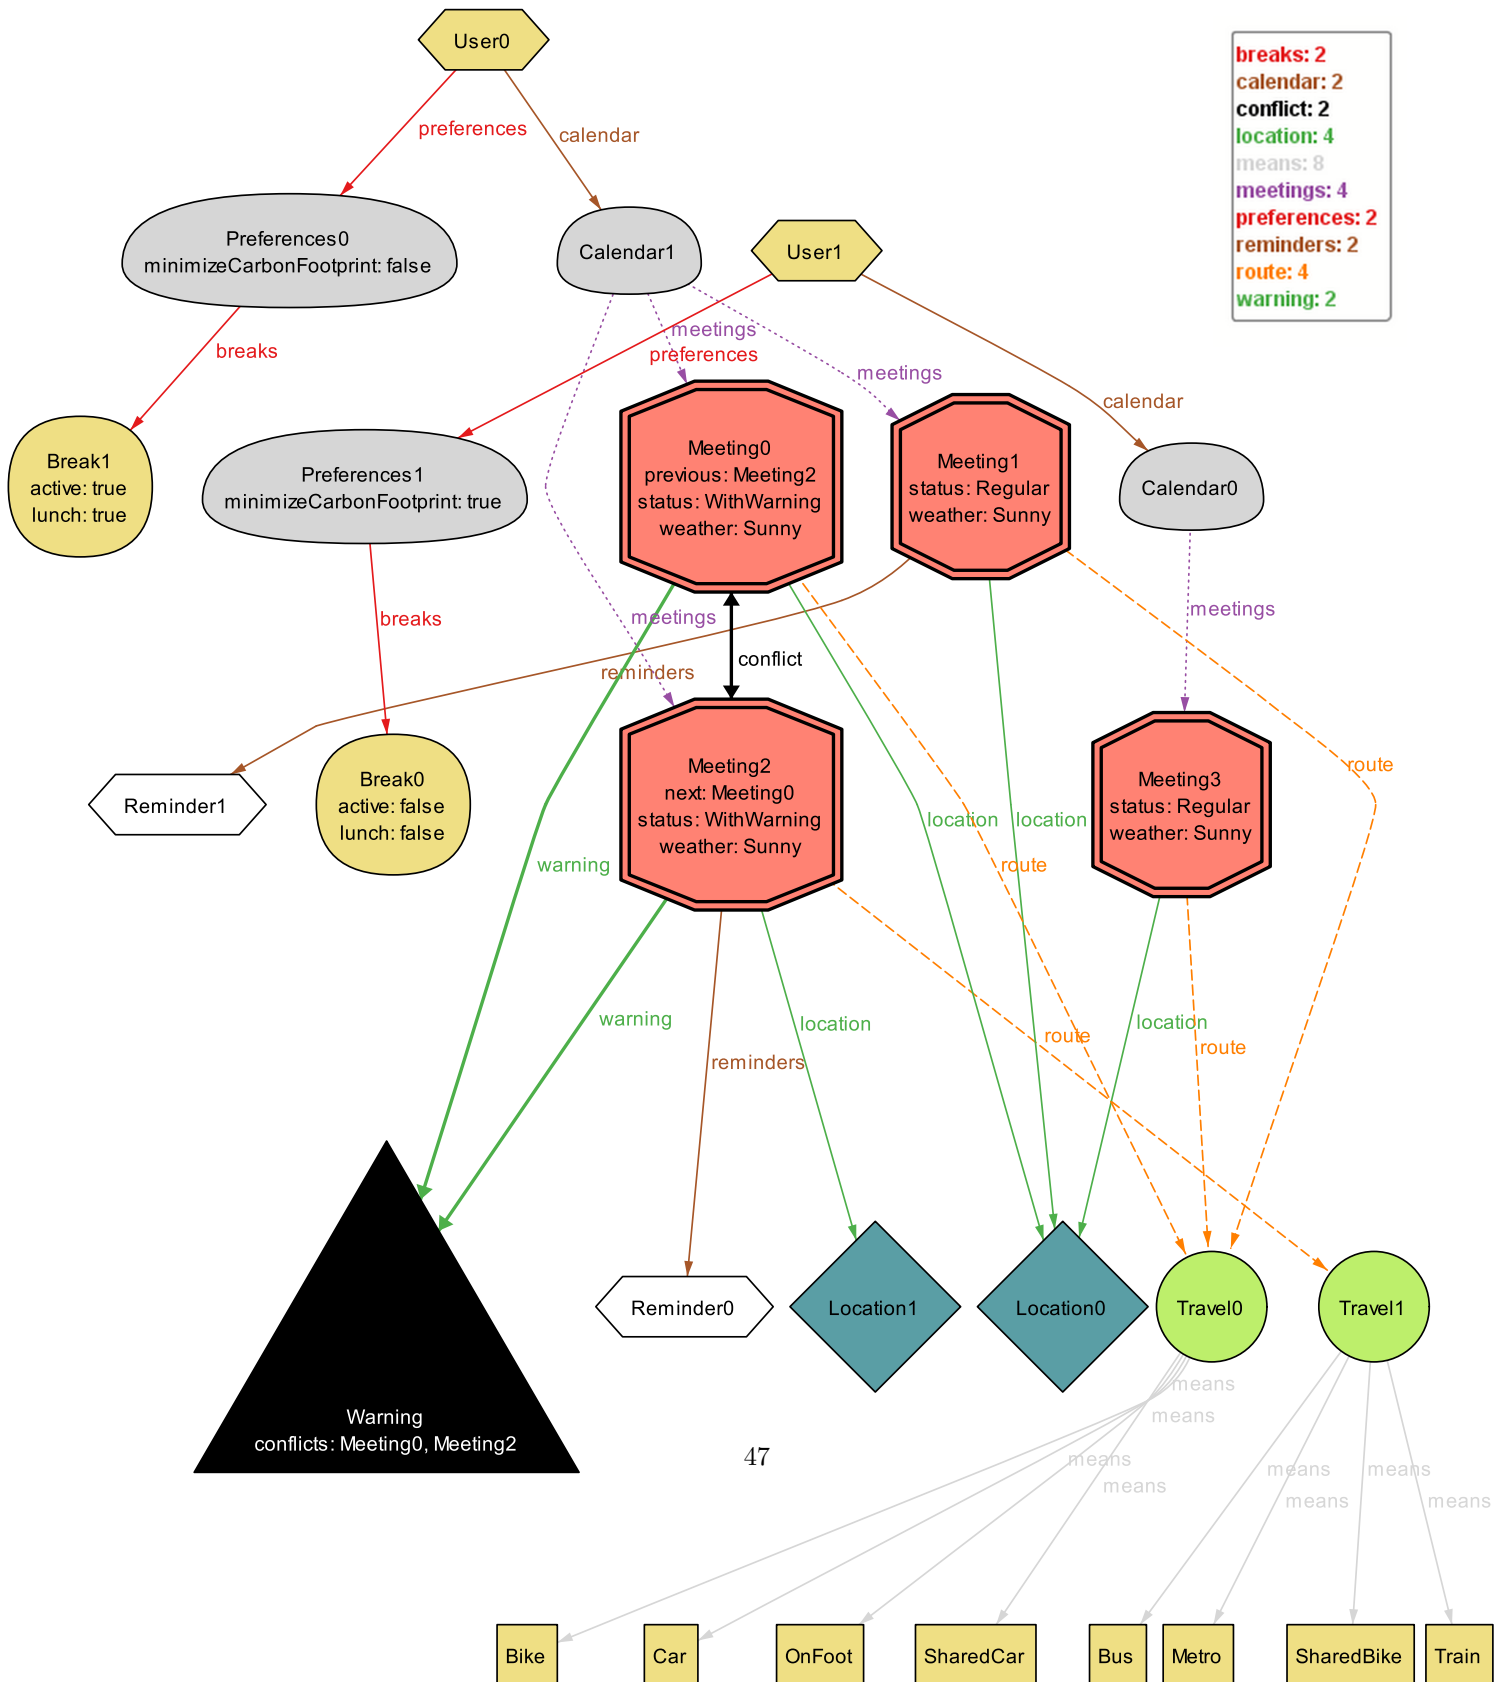 User0
breaks: 2
calendar: 2
conflict: 2
location: 4
means: 8
meetings: 4
preferences: 2
reminders: 2
route: 4
warning: 2
preferences
calendar
Preferences0
minimizeCarbonFootprint: false
Calendar1
User1
breaks
meetings
preferences
meetings
calendar
Break1
active: true
lunch: true
Preferences1
minimizeCarbonFootprint: true
Meeting0
previous: Meeting2
status: WithWarning
weather: Sunny
Meeting1
status: Regular
weather: Sunny
Calendar0
breaks
meetings
meetings
reminders
conflict
Reminder1
Break0
active: false
lunch: false
Meeting2
next: Meeting0
status: WithWarning
weather: Sunny
Meeting3
status: Regular
weather: Sunny
route
location
location
warning
route
warning
location
reminders
route
location
route
Reminder0
Location1
Location0
Travel0
Travel1
means
means
Warning
conflicts: Meeting0, Meeting2
47
means
means
means
means
means
means
Bike
Car
OnFoot
SharedCar
Bus
Metro
SharedBike
Train